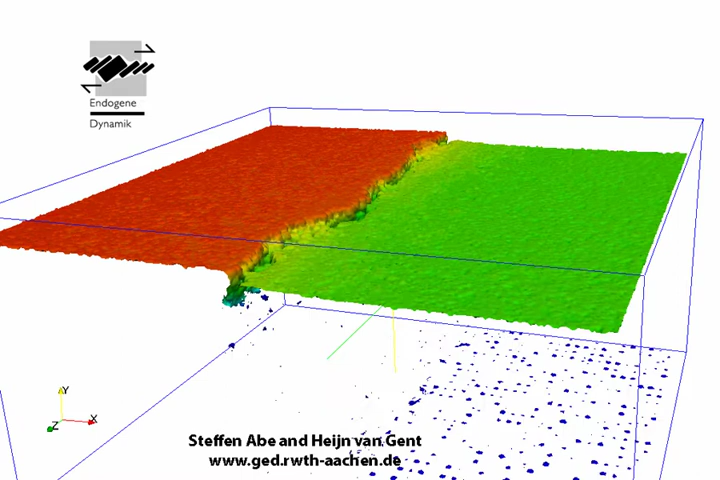 Endogene
Dynamik
Y
X
Z
Steffen Abe and Heijn van Gent
www.ged.rwth-aachen.de